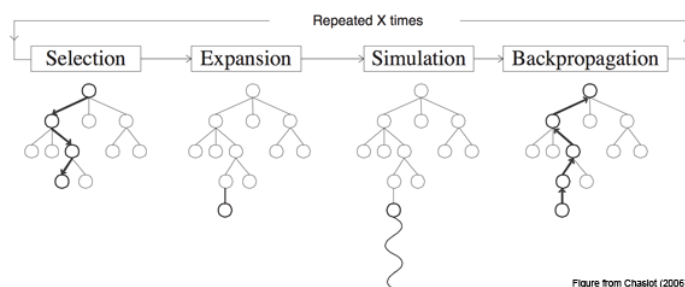 Repeated X times
Selection
Expansion
Simulation
Backpropagation
Figure from Chaslot (2006